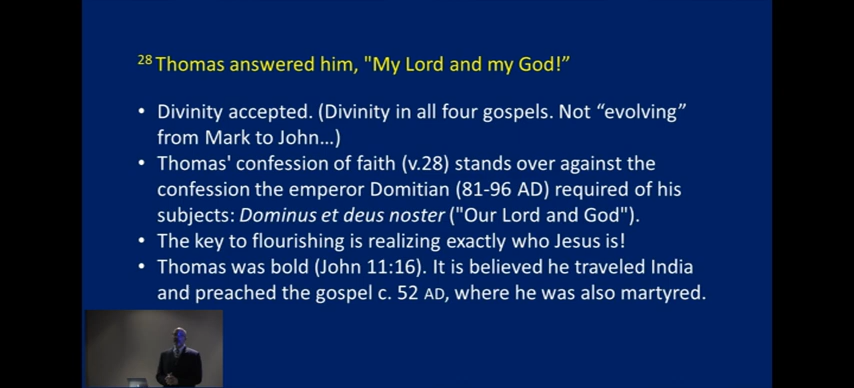 28 Thomas answered him, "My Lord and my God!”
• Divinity accepted. (Divinity in all four gospels. Not “evolving”
from Mark to John…)
• Thomas' confession of faith (v.28) stands over against the
confession the emperor Domitian (81-96 AD) required of his
subjects: Dominus et deus noster ("Our Lord and God").
• The key to flourishing is realizing exactly who Jesus is!
• Thomas was bold (John 11:16). It is believed he traveled India
and preached the gospel c. 52 AD, where he was also martyred.